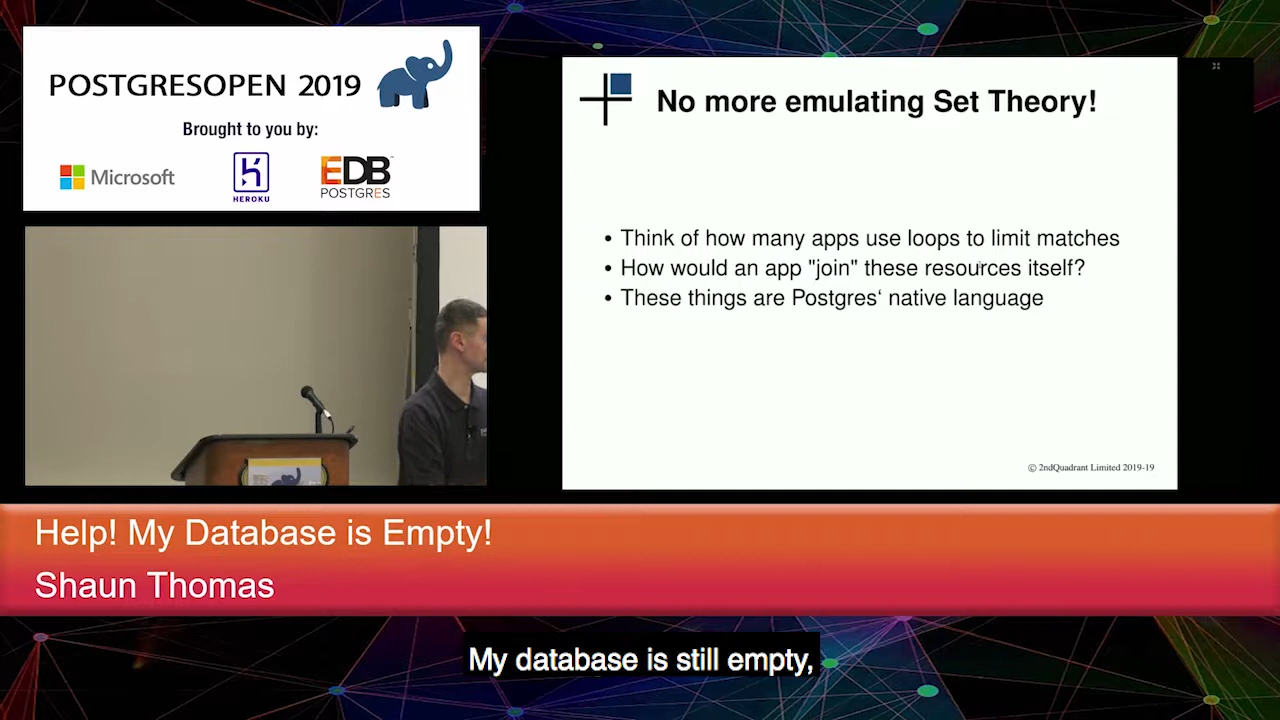 POSTGRESOPEN 2019
Brought to you by:
Microsoft
HEROKU
EDB
POSTGRES
No more emulating Set Theory!
• Think of how many apps use loops to limit matches
• How would an app "join" these resources itself?
• These things are Postgres‘ native language
© 2ndQuadrant Limited 2019-19
Help! My Database is Empty!
Shaun Thomas
My database is still empty,